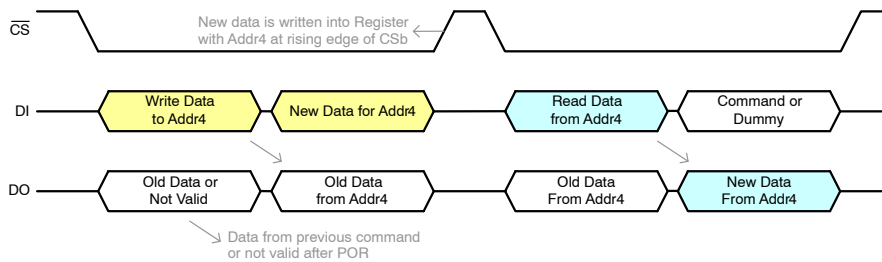 CS
New data is written into Register
with Addr4 at rising edge of CSb
DI
Write Data
to Addr4
New Data for Addr4
Read Data
from Addr4
Command or
Dummy
DO
Old Data or
Not Valid
Old Data
from Addr4
Old Data
From Addr4
New Data
From Addr4
Data from previous command
or not valid after POR